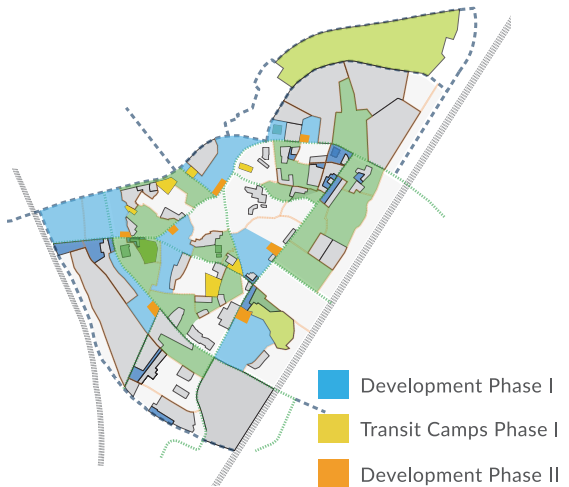 Development Phase I
Transit Camps Phase I
Development Phase II